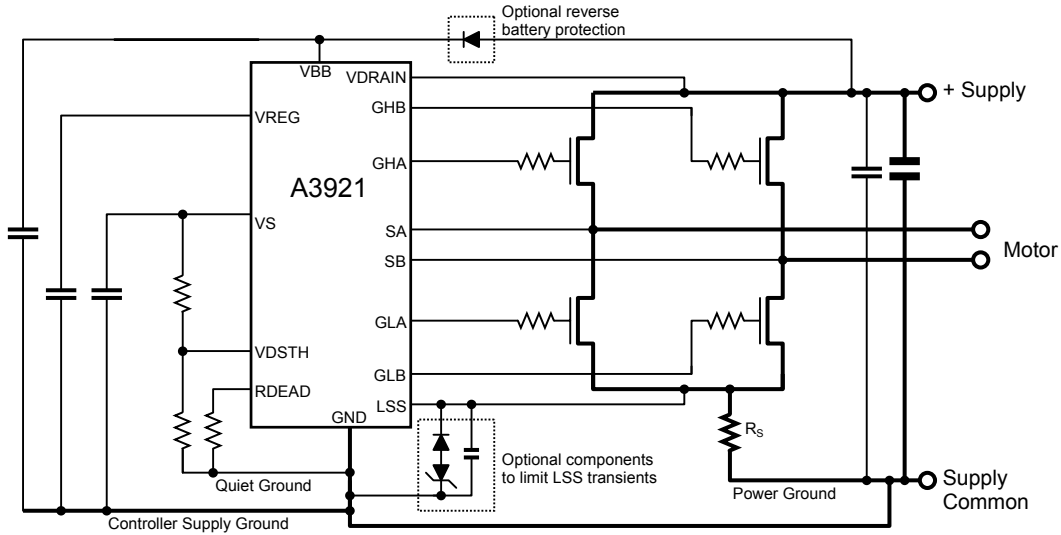 Optional reverse
battery protection
VBB
VDRAIN
+ Supply
GHB
VREG
GHA
A3921
VS
SA
Motor
SB
GLA
VDSTH
GLB
RDEAD
LSS
GND
RS
Optional components
to limit LSS transients
Quiet Ground
Power Ground
Supply
Common
Controller Supply Ground